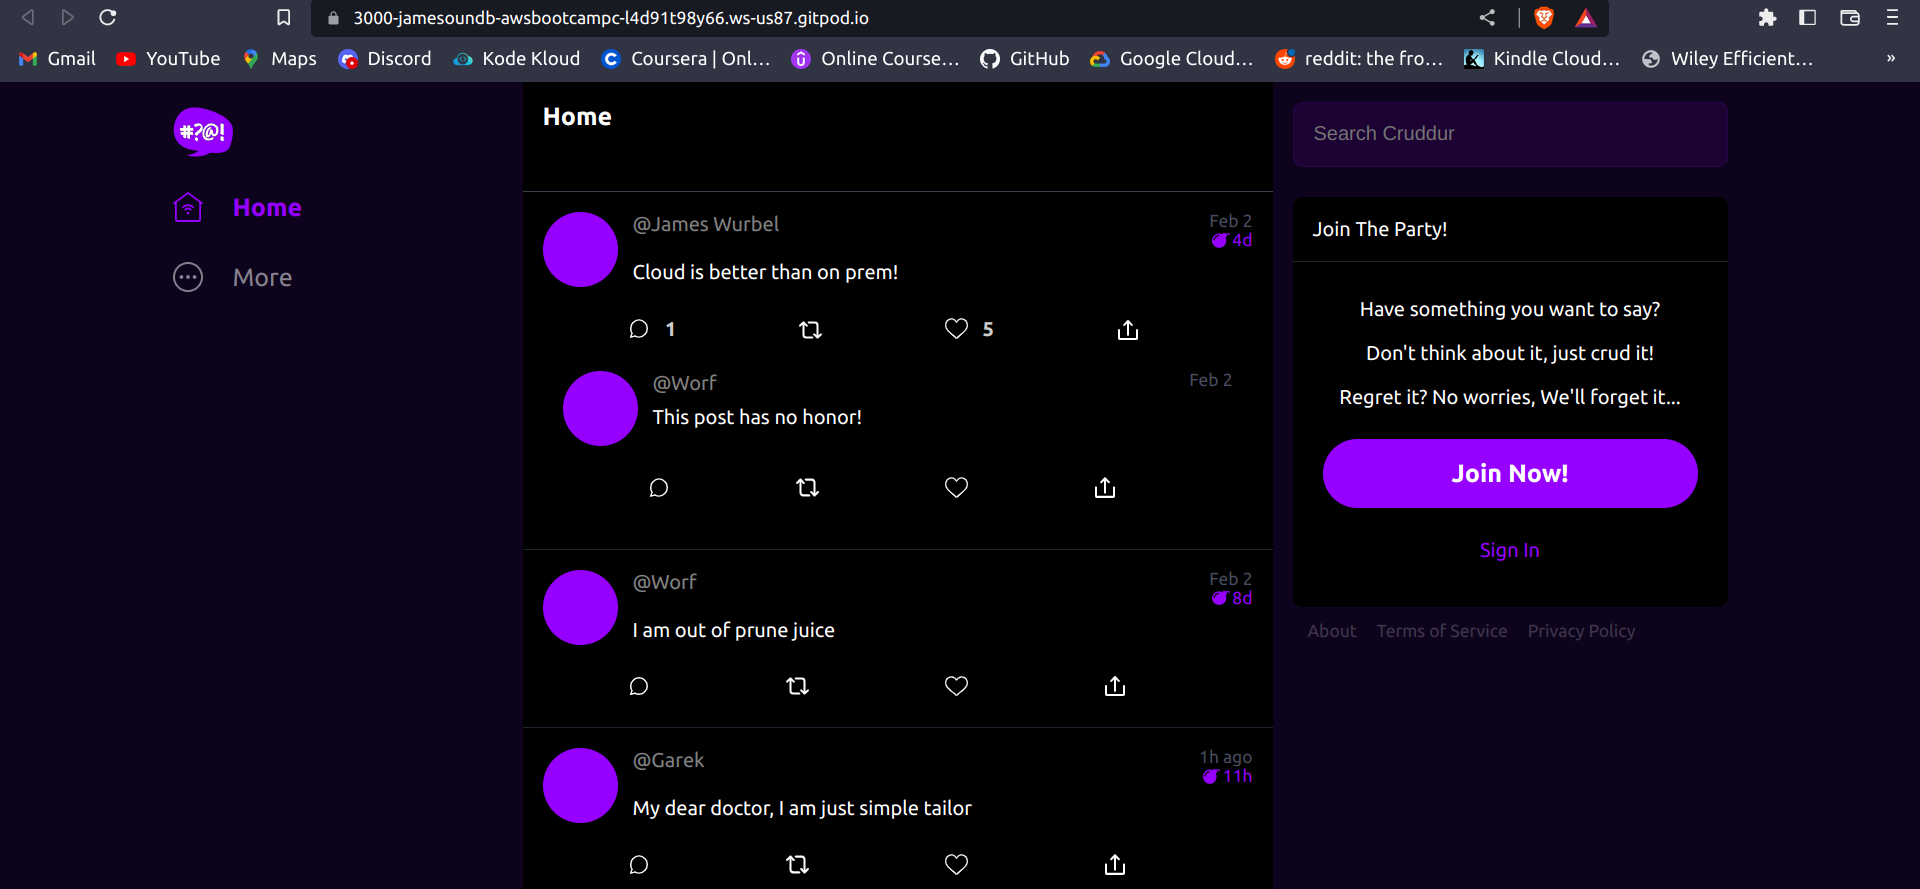 3000-jamesoundb-awsbootcampc-l4d91t98y66.ws-us87.gitpod.io
Gmail YouTube Maps Discord Kode Kloud Coursera | Onl... Online Course... GitHub Google Cloud... reddit: the fro... Kindle Cloud... Wiley Efficient... »
#?@!
Home
More
Home
@James Wurbel Feb 2
4d
Cloud is better than on prem!
1 5
@Worf Feb 2
This post has no honor!
@Worf Feb 2
8d
I am out of prune juice
@Garek 1h ago
11h
My dear doctor, I am just simple tailor
Search Cruddur
Join The Party!
Have something you want to say?
Don't think about it, just crud it!
Regret it? No worries, We'll forget it...
Join Now!
Sign In
About Terms of Service Privacy Policy